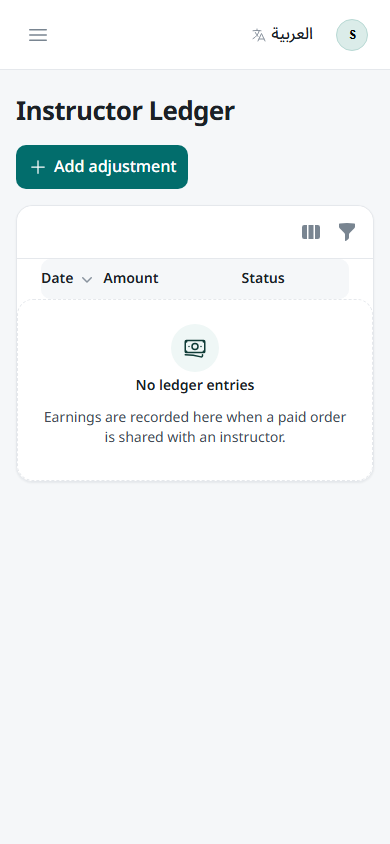 العربية
S
Instructor Ledger
Add adjustment
Date Amount Status
No ledger entries
Earnings are recorded here when a paid order
is shared with an instructor.